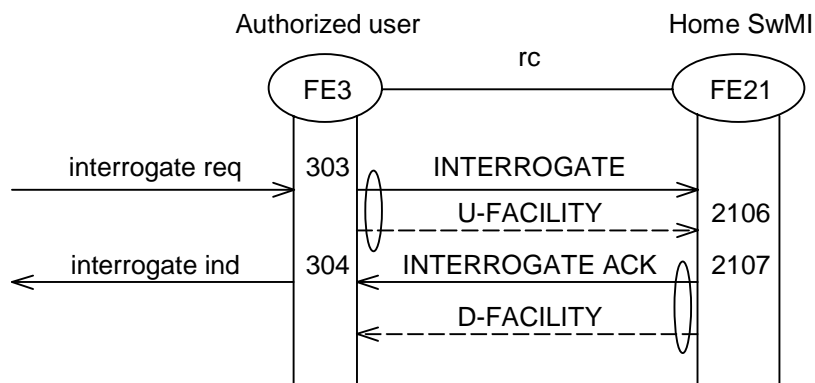 Authorized user Home SwMI
rc
FE3 FE21
interrogate req 303 INTERROGATE
U-FACILITY 2106
interrogate ind 304 INTERROGATE ACK 2107
D-FACILITY